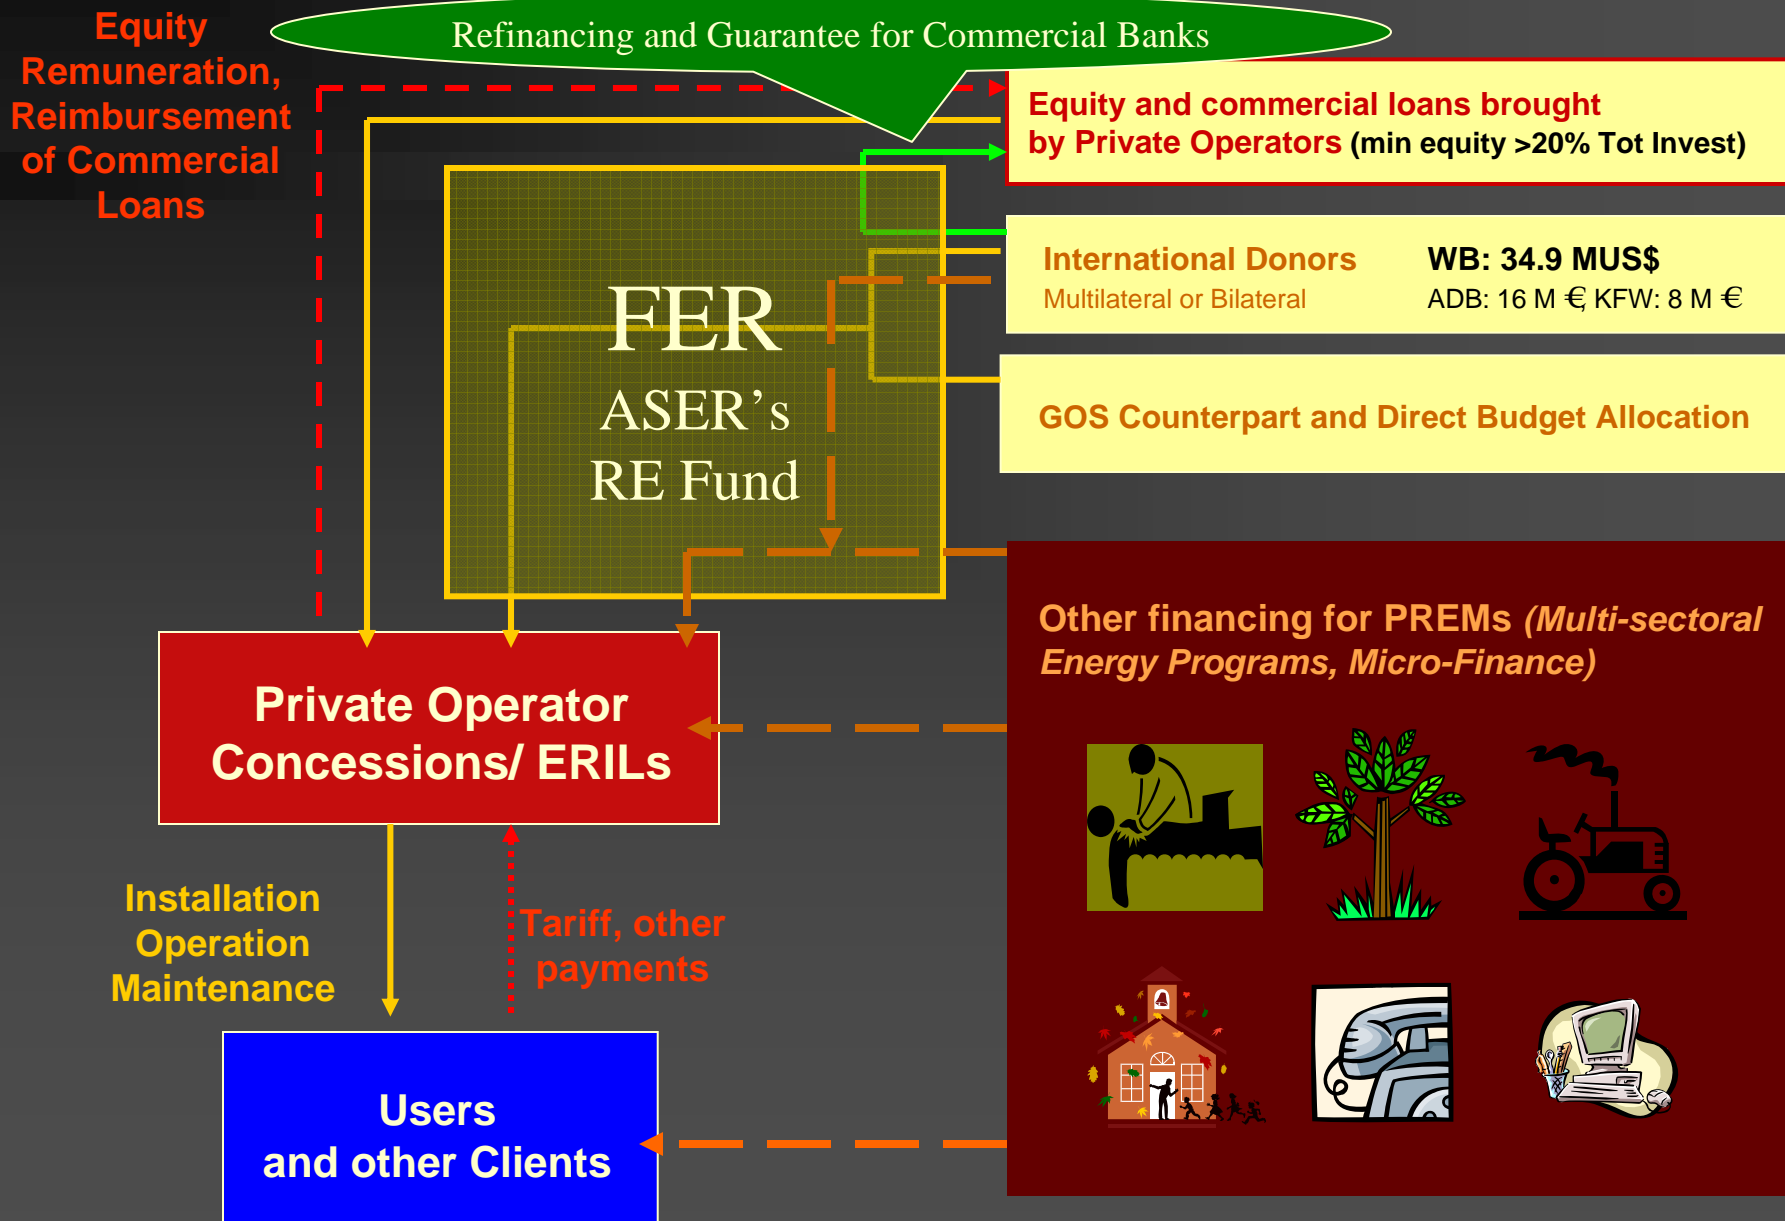 Equity
Remuneration,
Reimbursement
of Commercial
Loans
Refinancing and Guarantee for Commercial Banks
Equity and commercial loans brought
by Private Operators (min equity >20% Tot Invest)
International Donors
Multilateral or Bilateral
WB: 34.9 MUS$
ADB: 16 M €, KFW: 8 M €
GOS Counterpart and Direct Budget Allocation
FER
ASER’s
RE Fund
Other financing for PREMs (Multi-sectoral
Energy Programs, Micro-Finance)
Private Operator
Concessions/ ERILs
Installation
Operation
Maintenance
Tariff, other
payments
Users
and other Clients